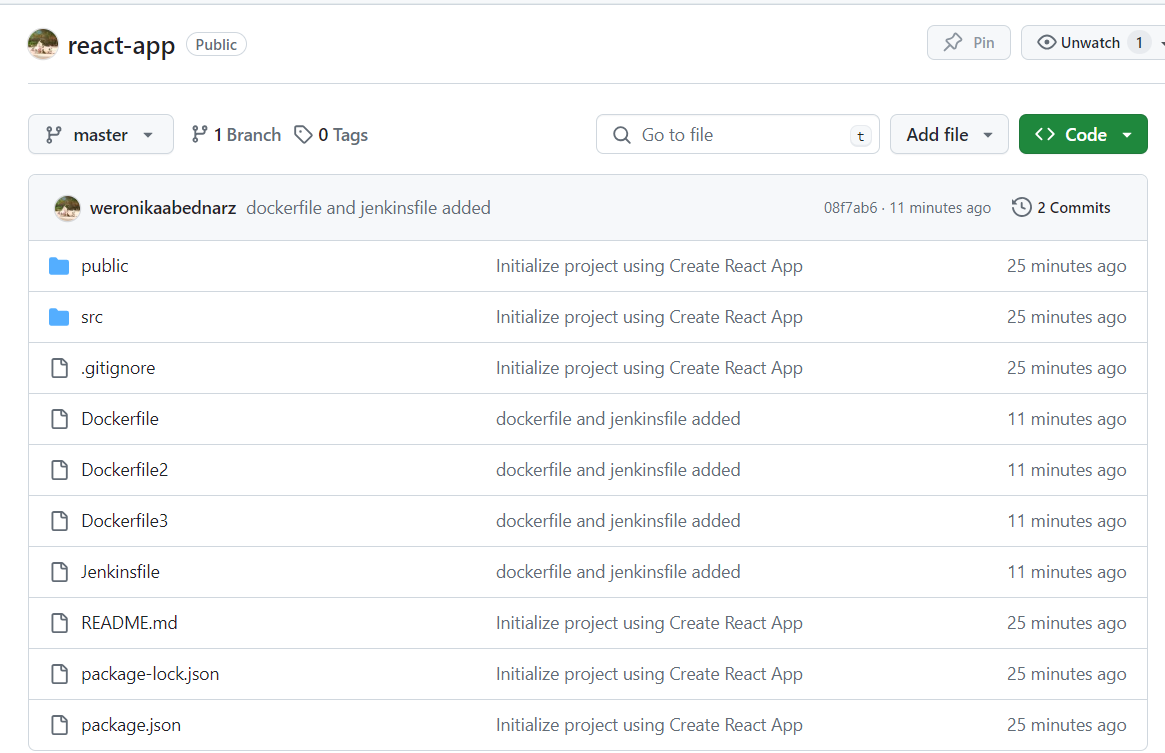 react-app Public Pin Unwatch 1
master 1 Branch 0 Tags Go to file t Add file Code
weronikaabednarz dockerfile and jenkinsfile added 08f7ab6 · 11 minutes ago 2 Commits
public Initialize project using Create React App 25 minutes ago
src Initialize project using Create React App 25 minutes ago
.gitignore Initialize project using Create React App 25 minutes ago
Dockerfile dockerfile and jenkinsfile added 11 minutes ago
Dockerfile2 dockerfile and jenkinsfile added 11 minutes ago
Dockerfile3 dockerfile and jenkinsfile added 11 minutes ago
Jenkinsfile dockerfile and jenkinsfile added 11 minutes ago
README.md Initialize project using Create React App 25 minutes ago
package-lock.json Initialize project using Create React App 25 minutes ago
package.json Initialize project using Create React App 25 minutes ago